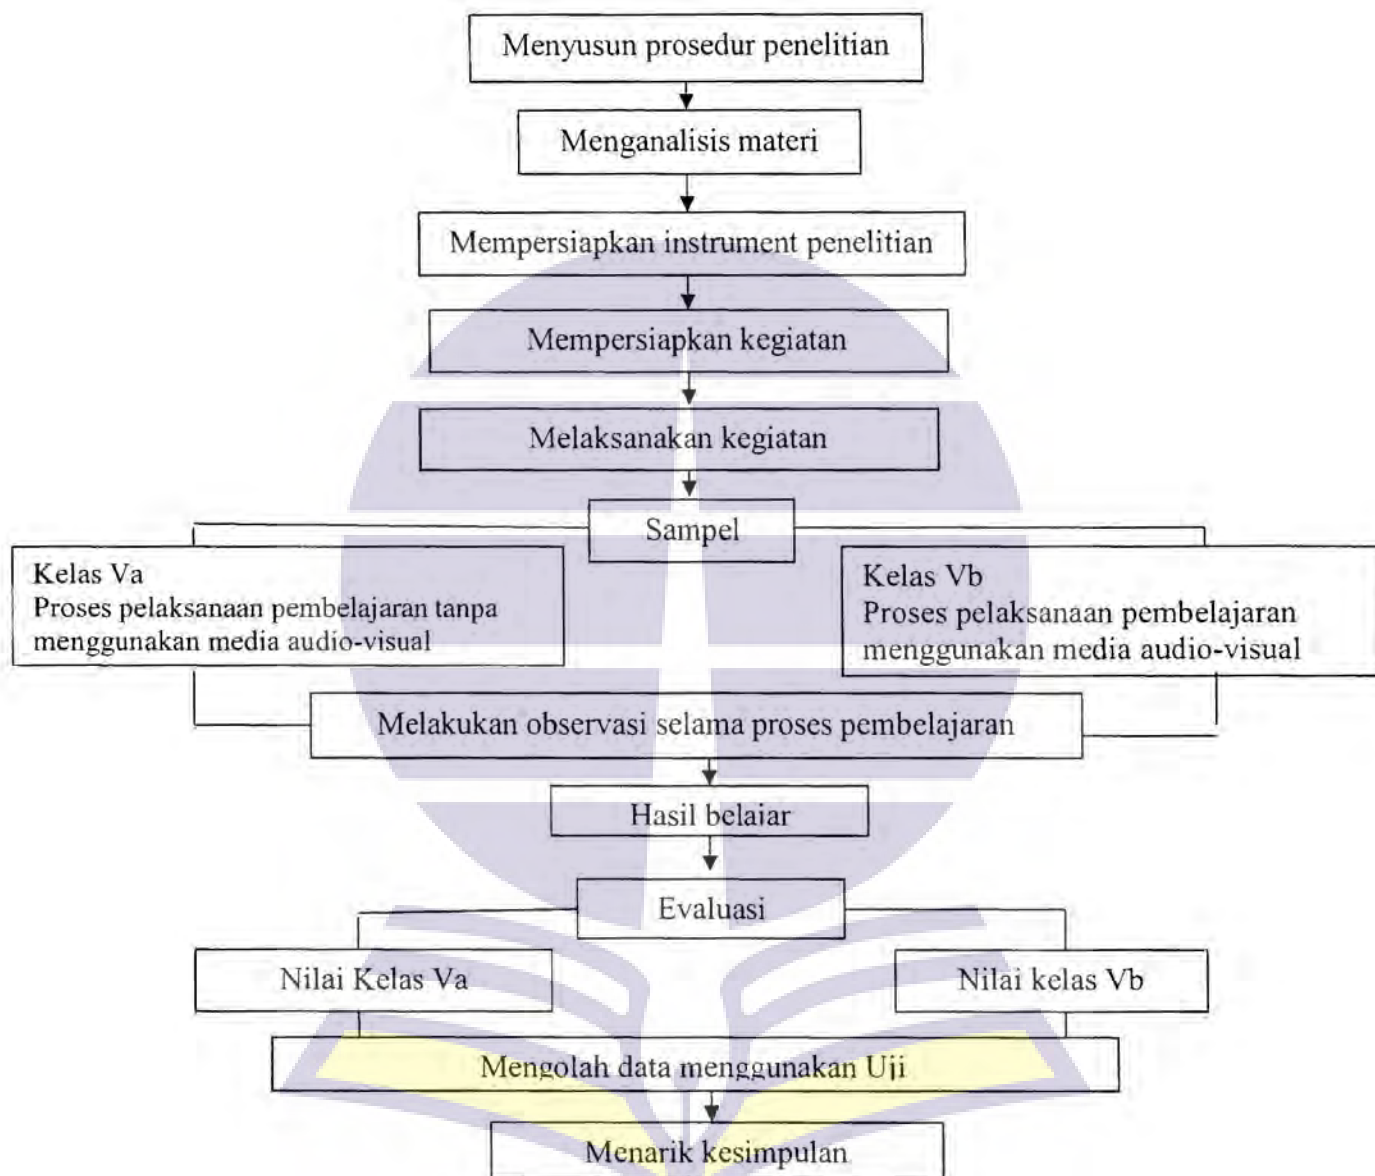 Menyusun prosedur penelitian
Menganalisis materi
Mempersiapkan instrument penelitian
Mempersiapkan kegiatan
Melaksanakan kegiatan
Sampel
Kelas Va
Proses pelaksanaan pembelajaran tanpa
menggunakan media audio-visual
Kelas Vb
Proses pelaksanaan pembelajaran
menggunakan media audio-visual
Melakukan observasi selama proses pembelajaran
Hasil belajar
Evaluasi
Nilai Kelas Va
Nilai kelas Vb
Mengolah data menggunakan Uji
Menarik kesimpulan